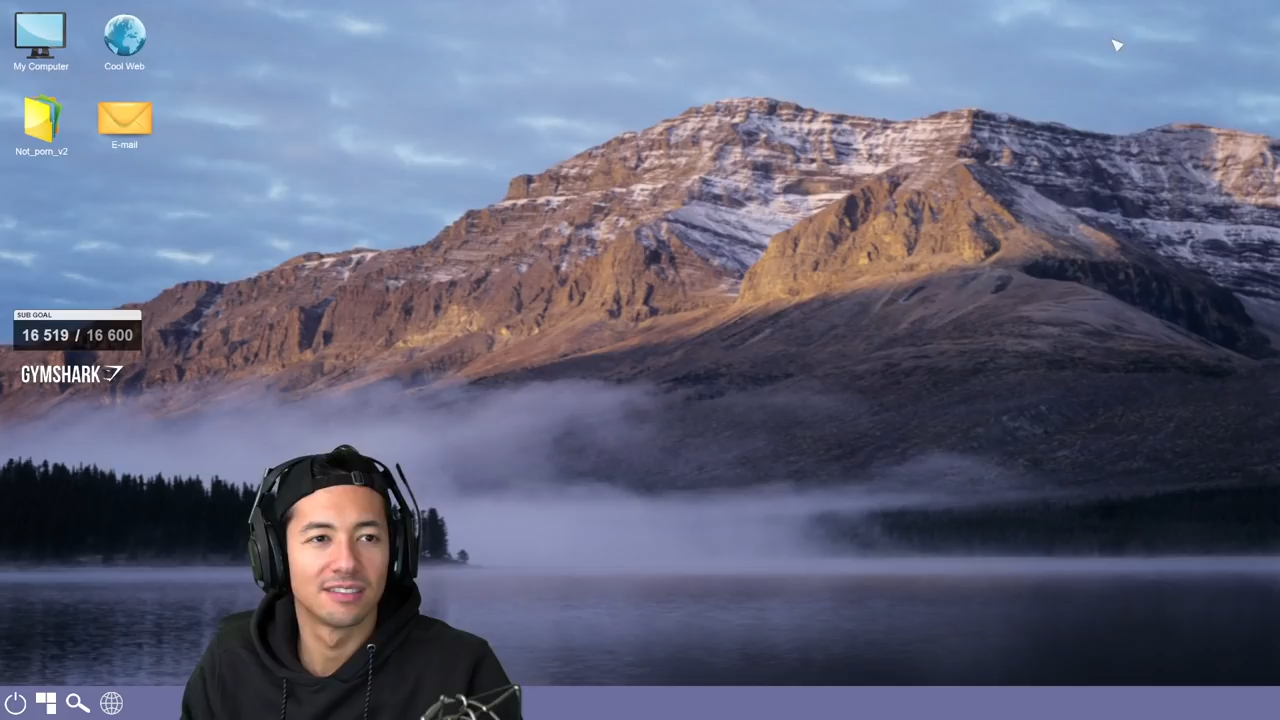 My Computer
Cool Web
Not_porn_v2
E-mail
SUB GOAL
16 519 / 16 600
GYMSHARK